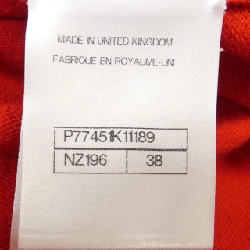 MADE IN UNITED KINGDOM
FABRIQUE EN ROYAUME-UNI
P77451K11189
NZ196 38